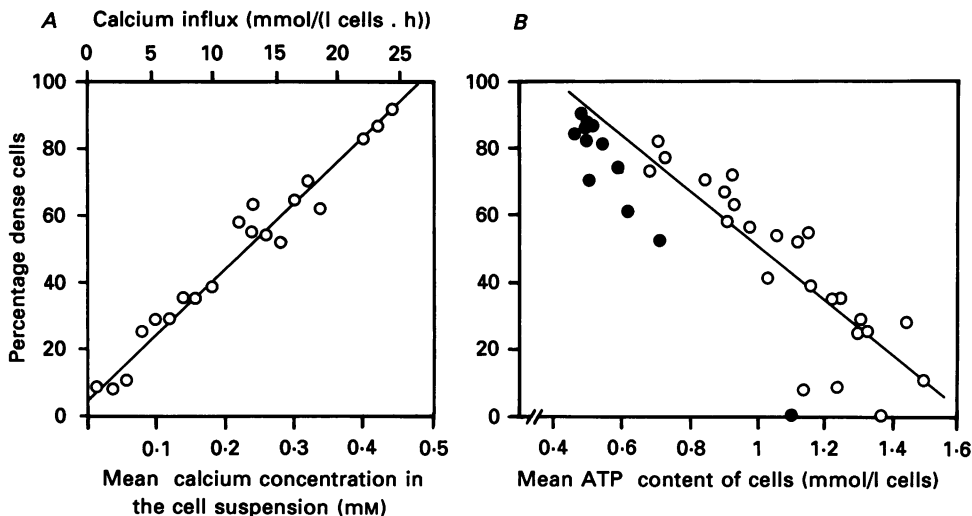 A Calcium influx (mmol/(l cells . h)) B
0 5 10 15 20 25
100 100
80 80
60 60
40 40
20 20
0 0
Percentage dense cells
0·1 0·2 0·3 0·4 0·5 0·4 0·6 0·8 1 1·2 1·4 1·6
Mean calcium concentration in
the cell suspension (mM)
Mean ATP content of cells (mmol/l cells)